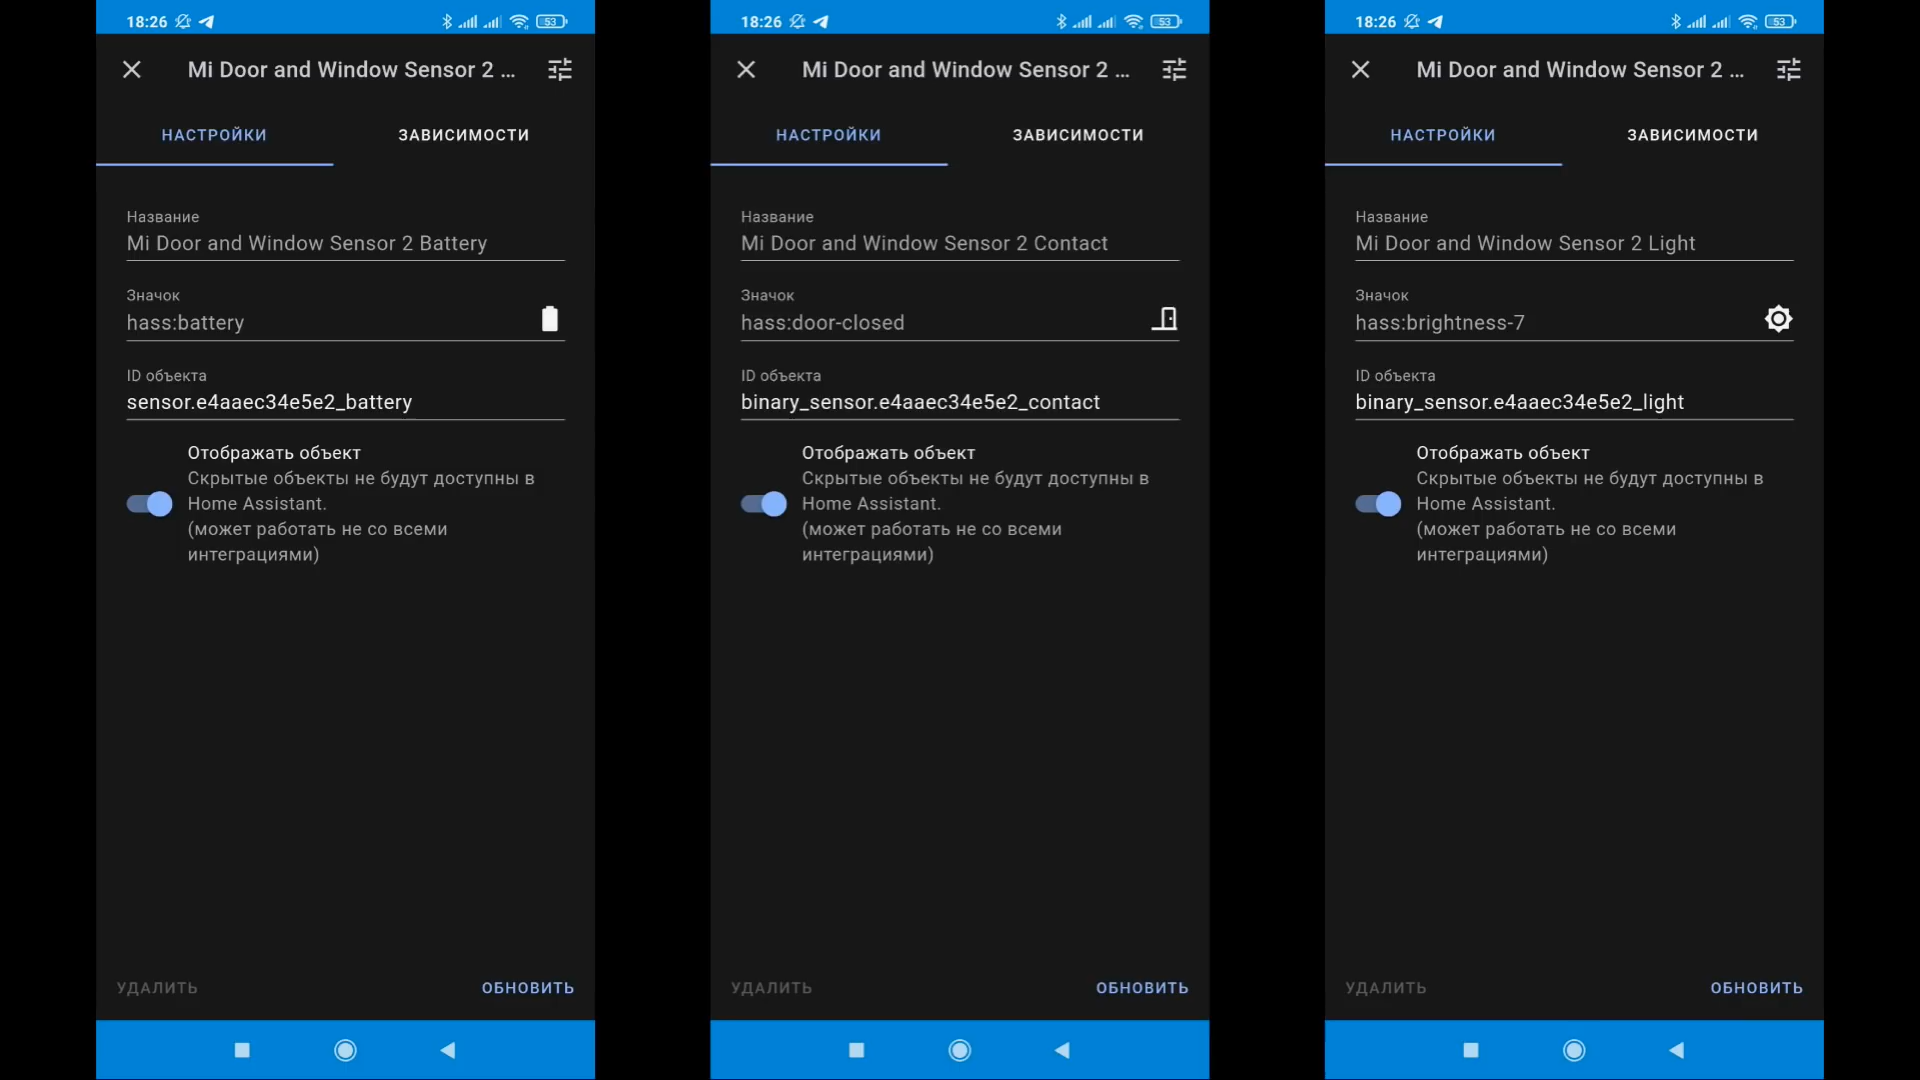 18:26
53
Mi Door and Window Sensor 2 ...
НАСТРОЙКИ
ЗАВИСИМОСТИ
Название
Mi Door and Window Sensor 2 Battery
Значок
hass:battery
ID объекта
sensor.e4aaec34e5e2_battery
Отображать объект
Скрытые объекты не будут доступны в
Home Assistant.
(может работать не со всеми
интеграциями)
УДАЛИТЬ
ОБНОВИТЬ
18:26
53
Mi Door and Window Sensor 2 ...
НАСТРОЙКИ
ЗАВИСИМОСТИ
Название
Mi Door and Window Sensor 2 Contact
Значок
hass:door-closed
ID объекта
binary_sensor.e4aaec34e5e2_contact
Отображать объект
Скрытые объекты не будут доступны в
Home Assistant.
(может работать не со всеми
интеграциями)
УДАЛИТЬ
ОБНОВИТЬ
18:26
53
Mi Door and Window Sensor 2 ...
НАСТРОЙКИ
ЗАВИСИМОСТИ
Название
Mi Door and Window Sensor 2 Light
Значок
hass:brightness-7
ID объекта
binary_sensor.e4aaec34e5e2_light
Отображать объект
Скрытые объекты не будут доступны в
Home Assistant.
(может работать не со всеми
интеграциями)
УДАЛИТЬ
ОБНОВИТЬ